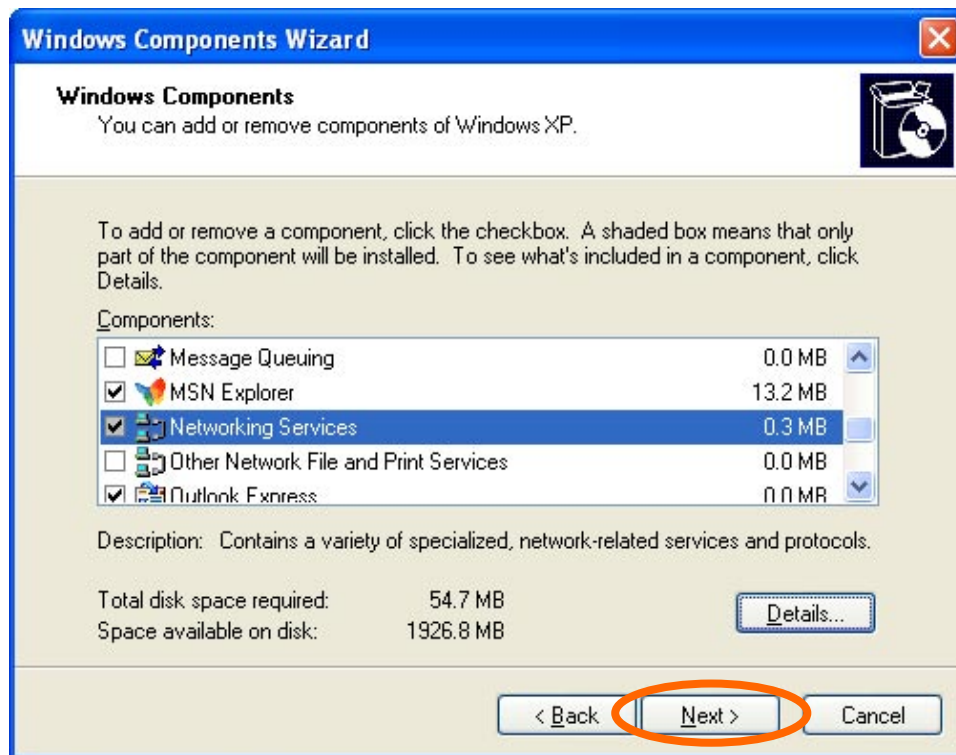 Windows Components Wizard
Windows Components
You can add or remove components of Windows XP.
To add or remove a component, click the checkbox. A shaded box means that only
part of the component will be installed. To see what's included in a component, click
Details.
Components:
Message Queuing 0.0 MB
MSN Explorer 13.2 MB
Networking Services 0.3 MB
Other Network File and Print Services 0.0 MB
Outlook Express 0.0 MB
Description: Contains a variety of specialized, network-related services and protocols.
Total disk space required: 54.7 MB
Space available on disk: 1926.8 MB
Details...
< Back Next > Cancel